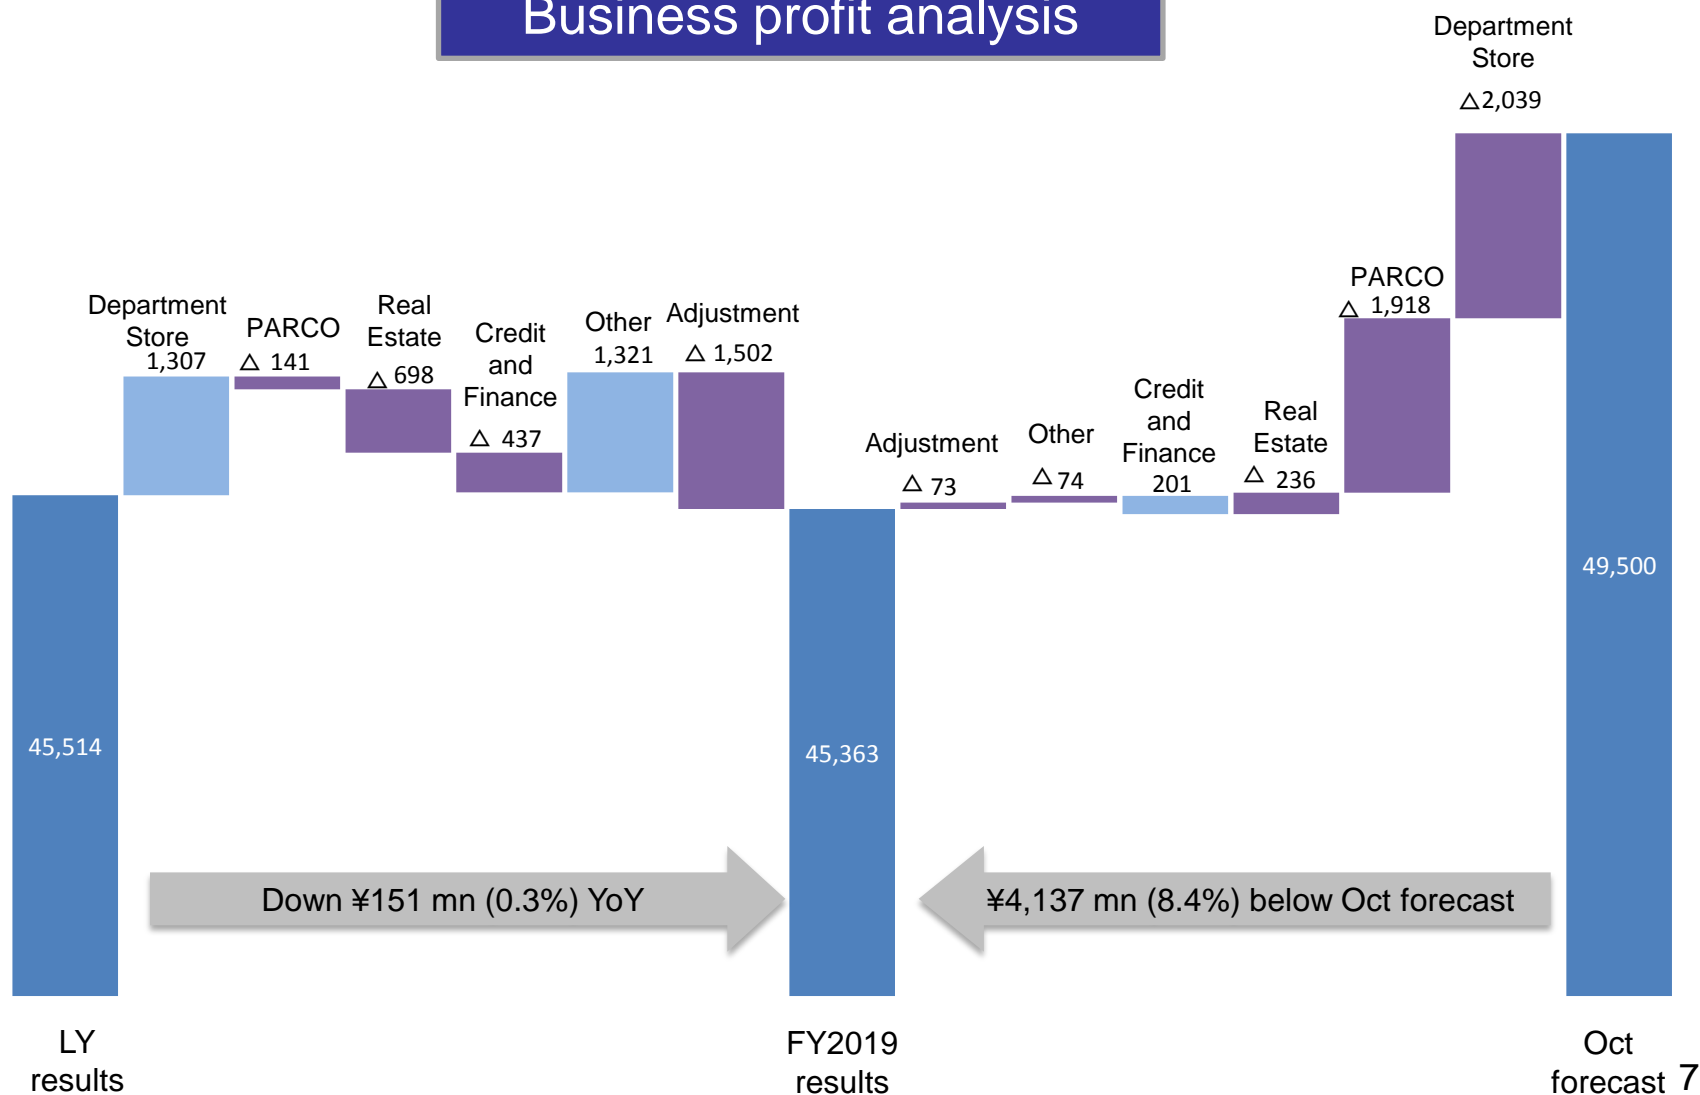 Business profit analysis
Department
Store
△2,039
PARCO
△ 1,918
Department
Store
1,307
PARCO
△ 141
Real
Estate
△ 698
Credit
and
Finance
△ 437
Other
1,321
Adjustment
△ 1,502
Adjustment
△ 73
Other
△ 74
Credit
and
Finance
201
Real
Estate
△ 236
45,514
45,363
49,500
Down ¥151 mn (0.3%) YoY
¥4,137 mn (8.4%) below Oct forecast
LY
results
FY2019
results
Oct
forecast
7